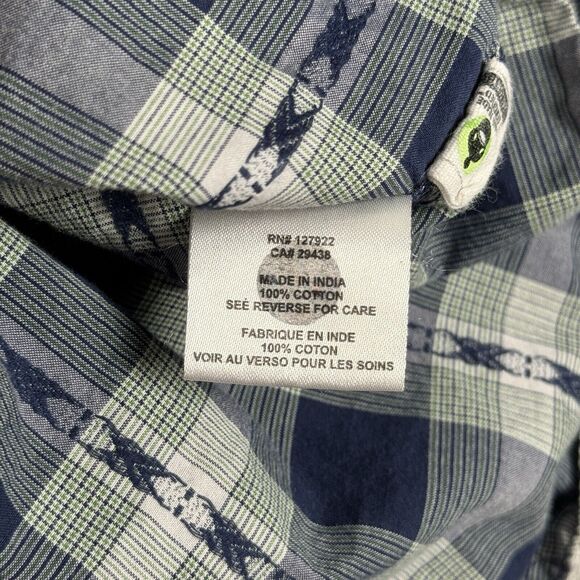 RN# 127922
CA# 29438
MADE IN INDIA
100% COTTON
SEE REVERSE FOR CARE
FABRIQUE EN INDE
100% COTON
VOIR AU VERSO POUR LES SOINS